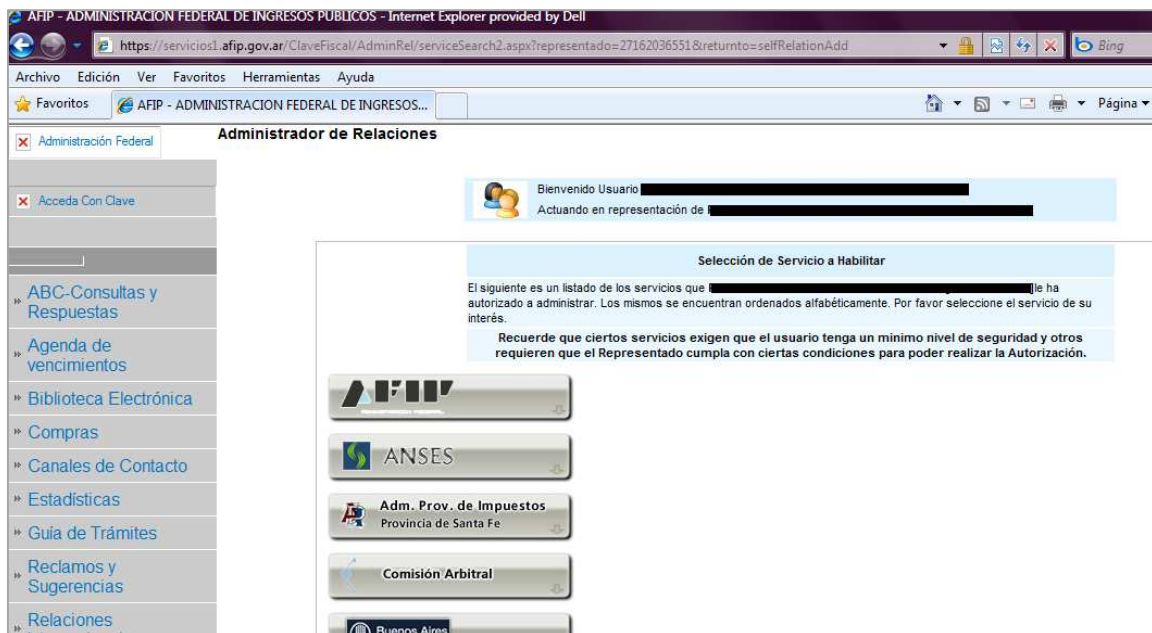 AFIP - ADMINISTRACION FEDERAL DE INGRESOS PUBLICOS - Internet Explorer provided by Dell
https://servicios1.afip.gov.ar/ClaveFiscal/AdminRel/serviceSearch2.aspx?representado=27162036551&returnto=selfRelationAdd
Bing
Archivo Edición Ver Favoritos Herramientas Ayuda
Favoritos
AFIP - ADMINISTRACION FEDERAL DE INGRESOS...
Página
Administración Federal
Administrador de Relaciones
Acceda Con Clave
Bienvenido Usuario
Actuando en representación de
Selección de Servicio a Habilitar
El siguiente es un listado de los servicios que le ha
autorizado a administrar. Los mismos se encuentran ordenados alfabéticamente. Por favor seleccione el servicio de su
interés.
Recuerde que ciertos servicios exigen que el usuario tenga un minimo nivel de seguridad y otros
requieren que el Representado cumpla con ciertas condiciones para poder realizar la Autorización.
ABC-Consultas y
Respuestas
Agenda de
vencimientos
Biblioteca Electrónica
Compras
Canales de Contacto
Estadísticas
Guía de Trámites
Reclamos y
Sugerencias
Relaciones
AFIP
ANSES
Adm. Prov. de Impuestos
Provincia de Santa Fe
Comisión Arbitral
Buenos Aires